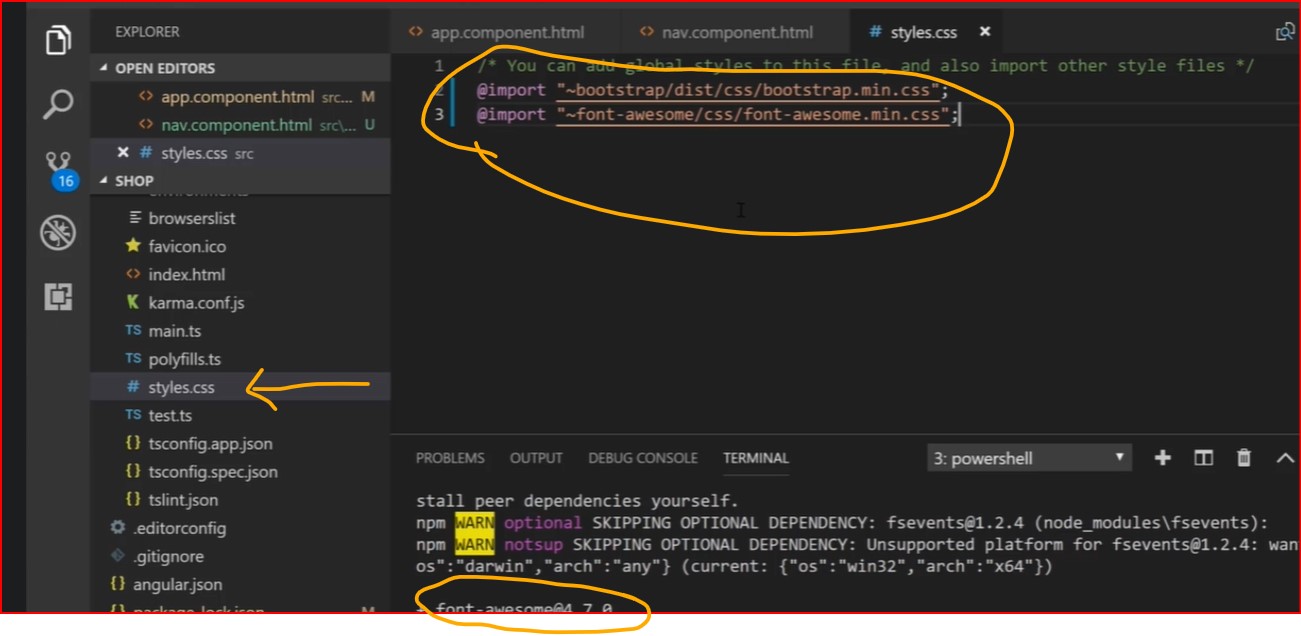 EXPLORER
OPEN EDITORS
app.component.html src... M
nav.component.html src\... U
styles.css src
16
SHOP
environments
browserslist
favicon.ico
index.html
karma.conf.js
TS main.ts
TS polyfills.ts
# styles.css
TS test.ts
{} tsconfig.app.json
{} tsconfig.spec.json
{} tslint.json
.editorconfig
.gitignore
{} angular.json
{} package-lock.json M
<> app.component.html
<> nav.component.html
# styles.css ×
1 /* You can add global styles to this file, and also import other style files */
2 @import "~bootstrap/dist/css/bootstrap.min.css";
3 @import "~font-awesome/css/font-awesome.min.css";
PROBLEMS OUTPUT DEBUG CONSOLE TERMINAL 3: powershell
stall peer dependencies yourself.
npm WARN optional SKIPPING OPTIONAL DEPENDENCY: fsevents@1.2.4 (node_modules\fsevents):
npm WARN notsup SKIPPING OPTIONAL DEPENDENCY: Unsupported platform for fsevents@1.2.4: wan
os":"darwin","arch":"any"} (current: {"os":"win32","arch":"x64"})
+ font-awesome@4.7.0